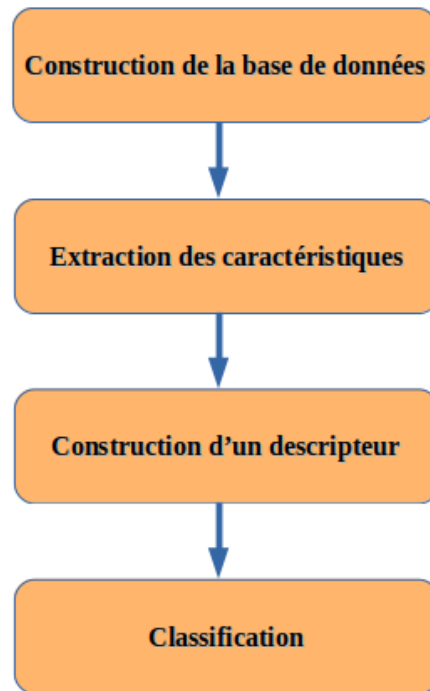 Construction de la base de données
Extraction des caractéristiques
Construction d’un descripteur
Classification